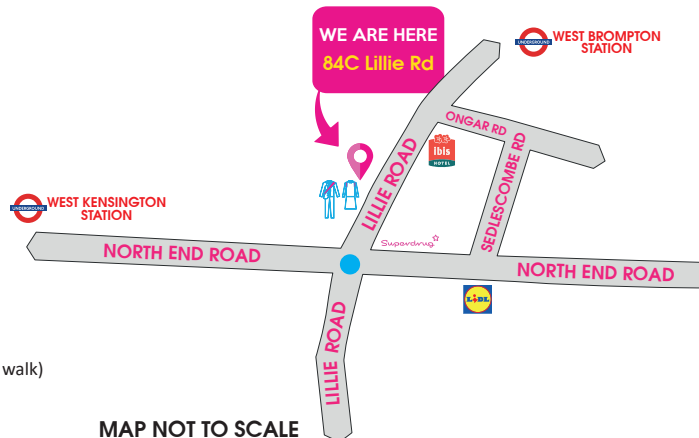 WE ARE HERE
84C Lillie Rd
UNDERGROUND
WEST BROMPTON
STATION
ONGAR RD
ibis
HOTEL
SEDLESCOMBE RD
LILLIE ROAD
UNDERGROUND
WEST KENSINGTON
STATION
Superdrug
NORTH END ROAD
NORTH END ROAD
LiDL
LILLIE ROAD
walk)
MAP NOT TO SCALE